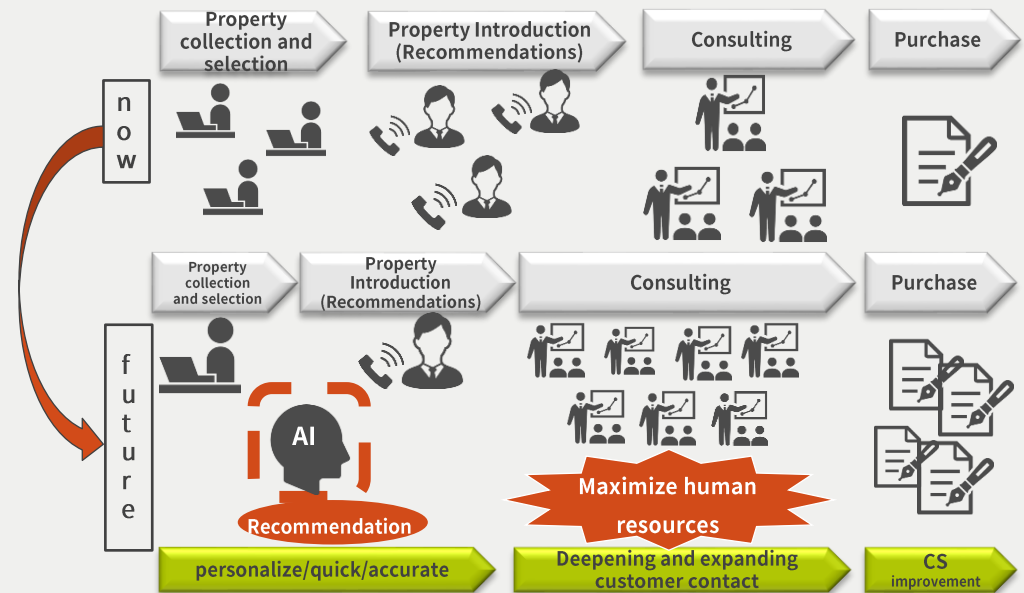 Property
collection and
selection
Property Introduction
(Recommendations)
Consulting
Purchase
n
o
w
Property
collection
and selection
Property
Introduction
(Recommendations)
Consulting
Purchase
f
u
t
u
r
e
AI
Recommendation
Maximize human
resources
personalize/quick/accurate
Deepening and expanding
customer contact
CS
improvement